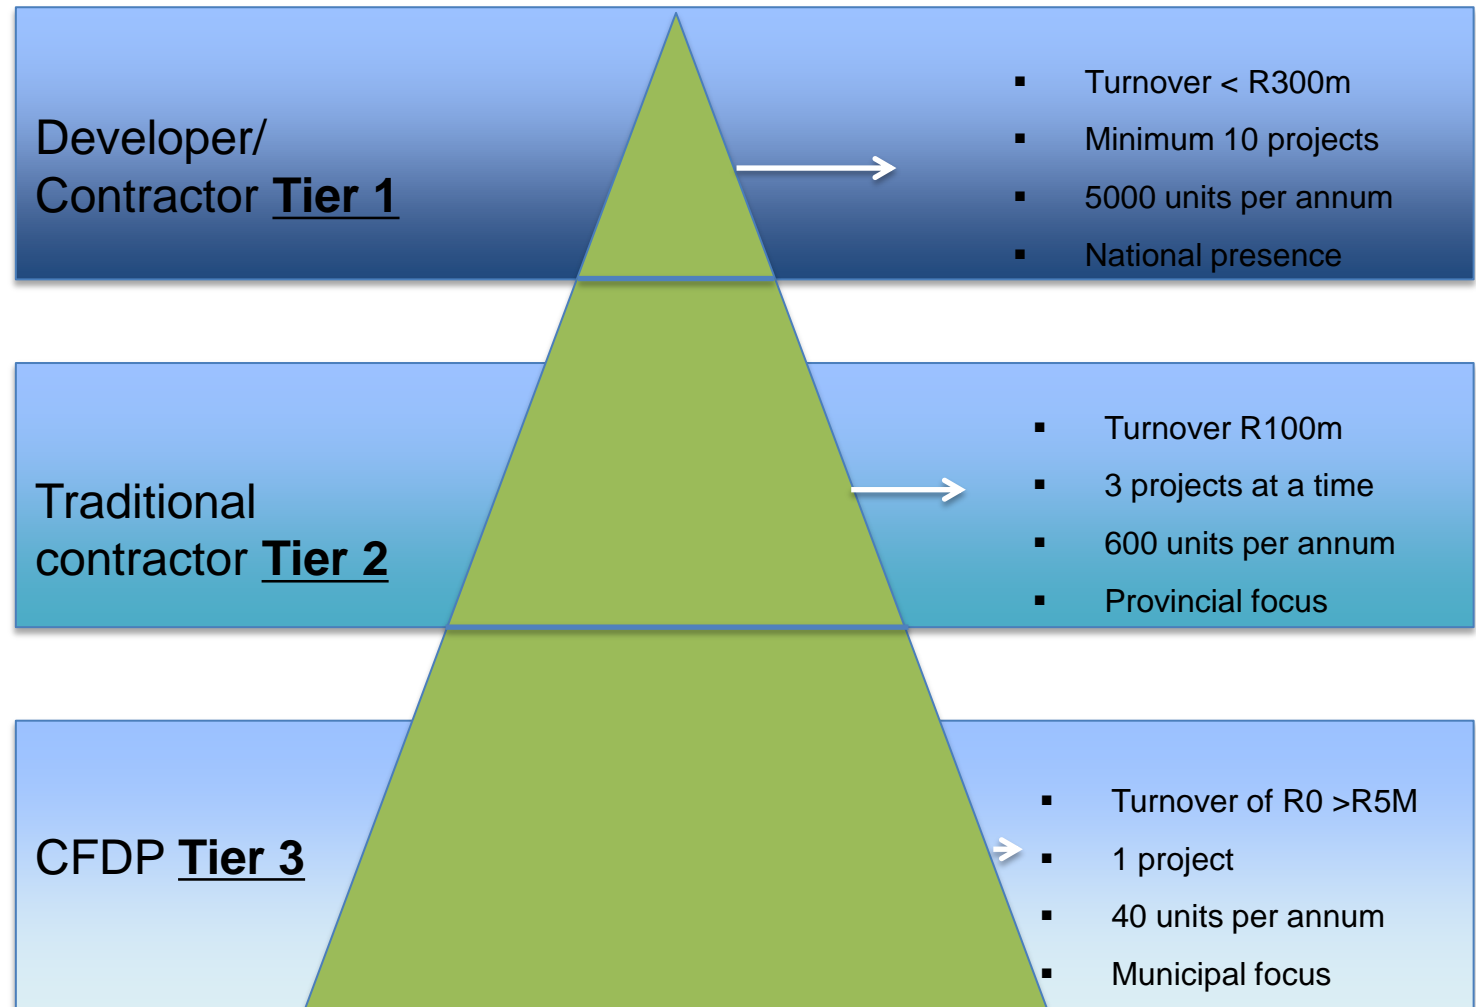 Developer/
Contractor Tier 1
▪ Turnover < R300m
▪ Minimum 10 projects
▪ 5000 units per annum
▪ National presence
Traditional
contractor Tier 2
▪ Turnover R100m
▪ 3 projects at a time
▪ 600 units per annum
▪ Provincial focus
CFDP Tier 3
▪ Turnover of R0 >R5M
▪ 1 project
▪ 40 units per annum
▪ Municipal focus